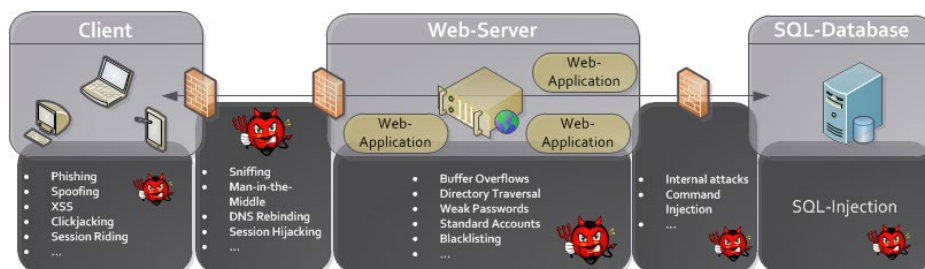 Client
Web-Server
SQL-Database
Web-
Application
Web-
Application
Web-
Application
Phishing
Spoofing
XSS
Clickjacking
Session Riding
...
Sniffing
Man-in-the-
Middle
DNS Rebinding
Session Hijacking
...
Buffer Overflows
Directory Traversal
Weak Passwords
Standard Accounts
Blacklisting
...
Internal attacks
Command
Injection
...
SQL-Injection